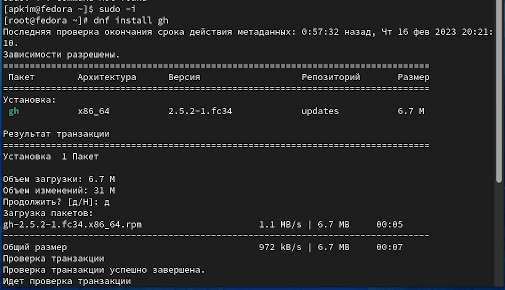 [apkim@fedora ~]$ sudo -i
[root@fedora ~]# dnf install gh
Последняя проверка окончания срока действия метаданных: 0:57:32 назад, Чт 16 фев 2023 20:21:
10.
Зависимости разрешены.
================================================================================
Пакет Архитектура Версия Репозиторий Размер
================================================================================
Установка:
gh x86_64 2.5.2-1.fc34 updates 6.7 M

Результат транзакции
================================================================================
Установка 1 Пакет

Объем загрузки: 6.7 M
Объем изменений: 31 M
Продолжить? [д/Н]: д
Загрузка пакетов:
gh-2.5.2-1.fc34.x86_64.rpm 1.1 MB/s | 6.7 MB 00:05
--------------------------------------------------------------------------------
Общий размер 972 kB/s | 6.7 MB 00:07
Проверка транзакции
Проверка транзакции успешно завершена.
Идет проверка транзакции